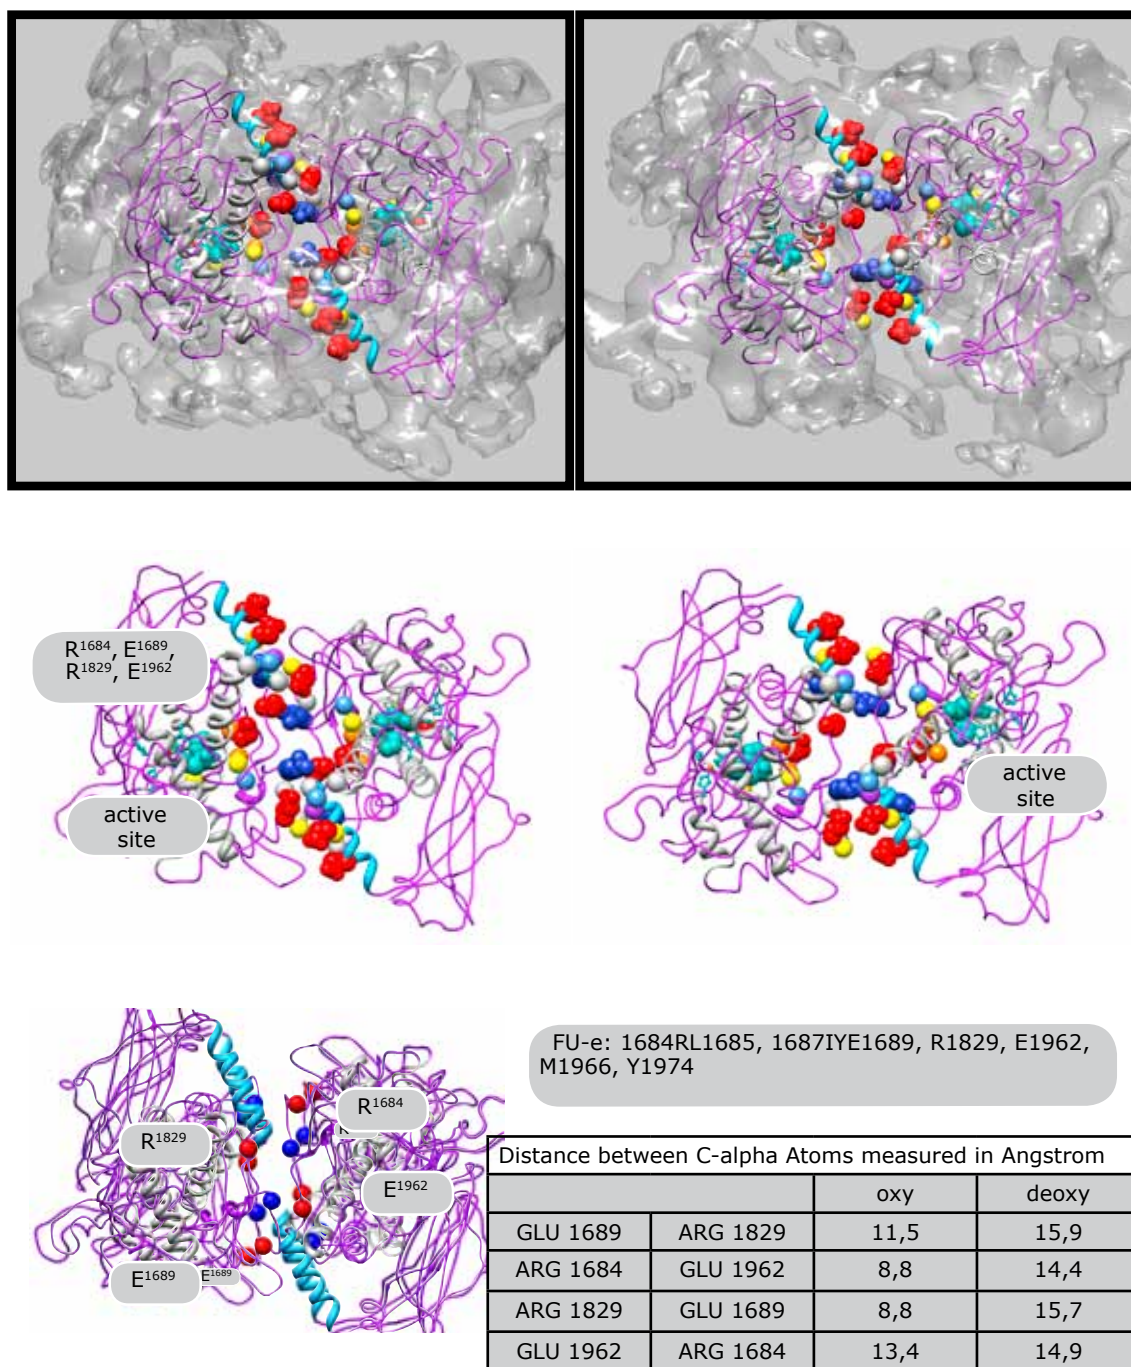 R1684, E1689,
R1829, E1962
active
site
active
site
FU-e: 1684RL1685, 1687IYE1689, R1829, E1962,
M1966, Y1974
R1684
R1829
E1962
E1689 E1689
Distance between C-alpha Atoms measured in Angstrom
oxy deoxy
GLU 1689 ARG 1829 11,5 15,9
ARG 1684 GLU 1962 8,8 14,4
ARG 1829 GLU 1689 8,8 15,7
GLU 1962 ARG 1684 13,4 14,9